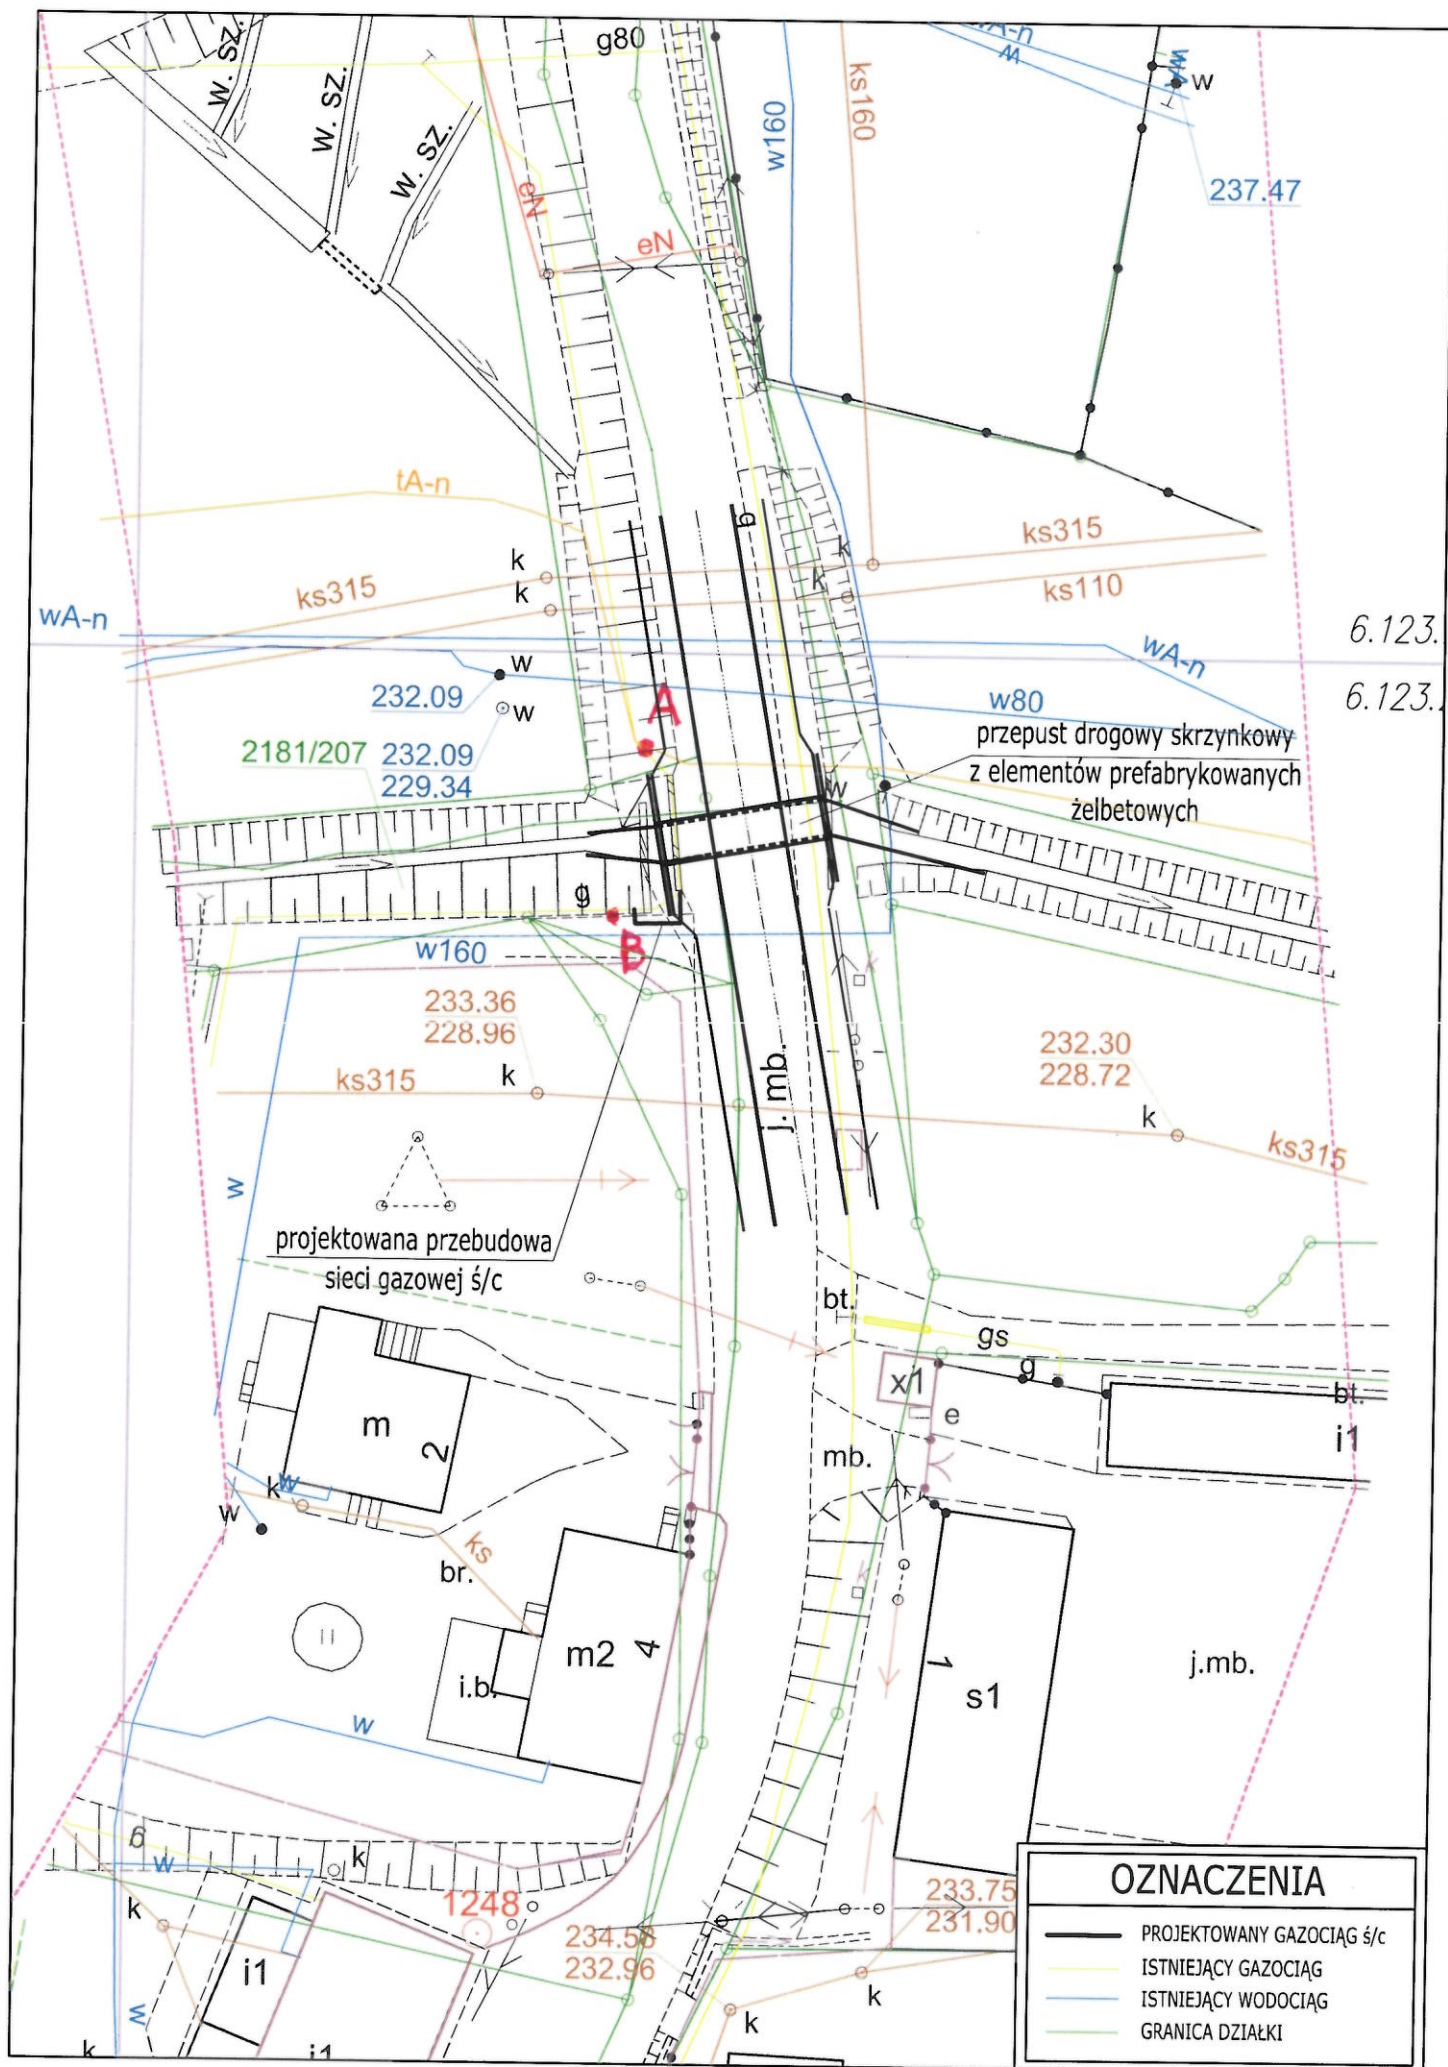 g80
w. sz.
w. sz.
w. sz.
eN
eN
w160
ks160
wA-n
w
237.47
tA-n
g
ks315
k
k
k
k
ks315
ks110
wA-n
6.123.
wA-n
w
232.09
w
A
w80
6.123.
2181/207
232.09
229.34
przepust drogowy skrzynkowy
z elementów prefabrykowanych
żelbetowych
w
g
w160
B
k
233.36
228.96
232.30
228.72
ks315
k
j. mb.
k
ks315
w
projektowana przebudowa
sieci gazowej ś/c
bt.
gs
g
x1
bt.
m
2
e
i1
mb.
k
w
w
ks
br.
k
m2
4
i.b.
1
s1
j.mb.
w
g
w
k
k
1248
233.75
231.90
234.58
232.96
i1
k
k
w
k
i1
OZNACZENIA
PROJEKTOWANY GAZOCIĄG ś/c
ISTNIEJĄCY GAZOCIĄG
ISTNIEJĄCY WODOCIĄG
GRANICA DZIAŁKI